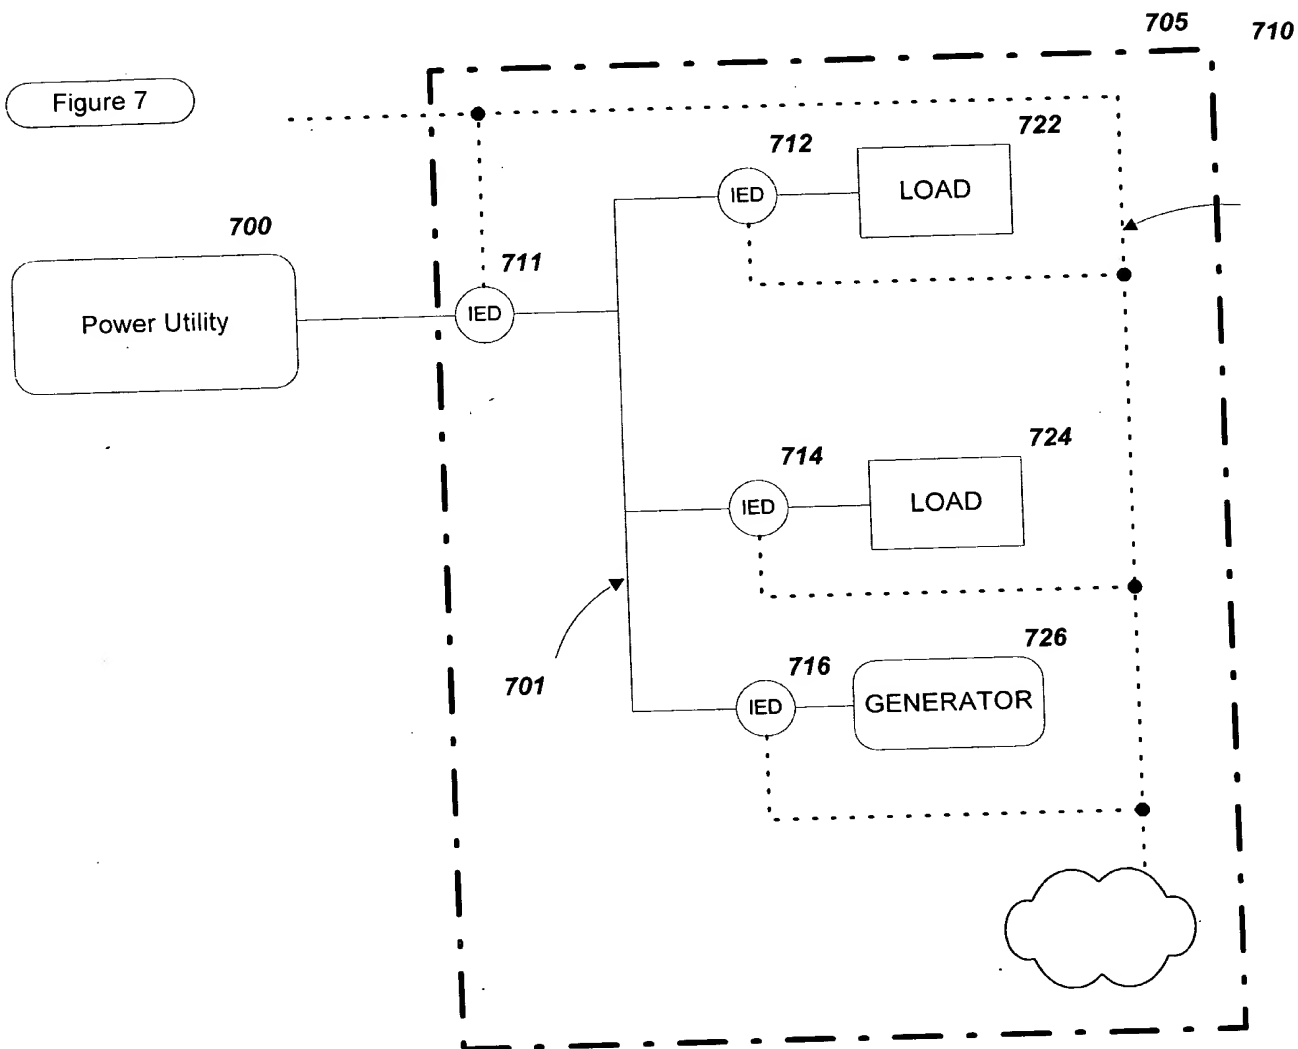 705
710
Figure 7
712
722
IED
LOAD
700
711
Power Utility
IED
714
724
IED
LOAD
716
726
701
IED
GENERATOR